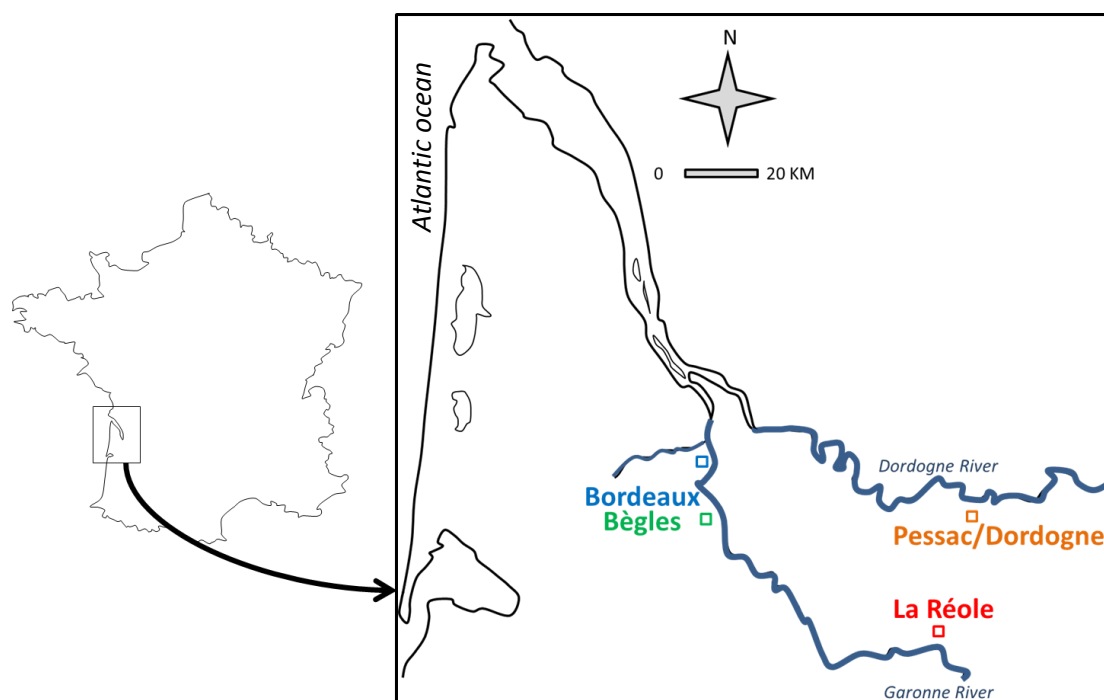 N
Atlantic ocean
0 20 KM
Dordogne River
Bordeaux
Bègles
Pessac/Dordogne
La Réole
Garonne River